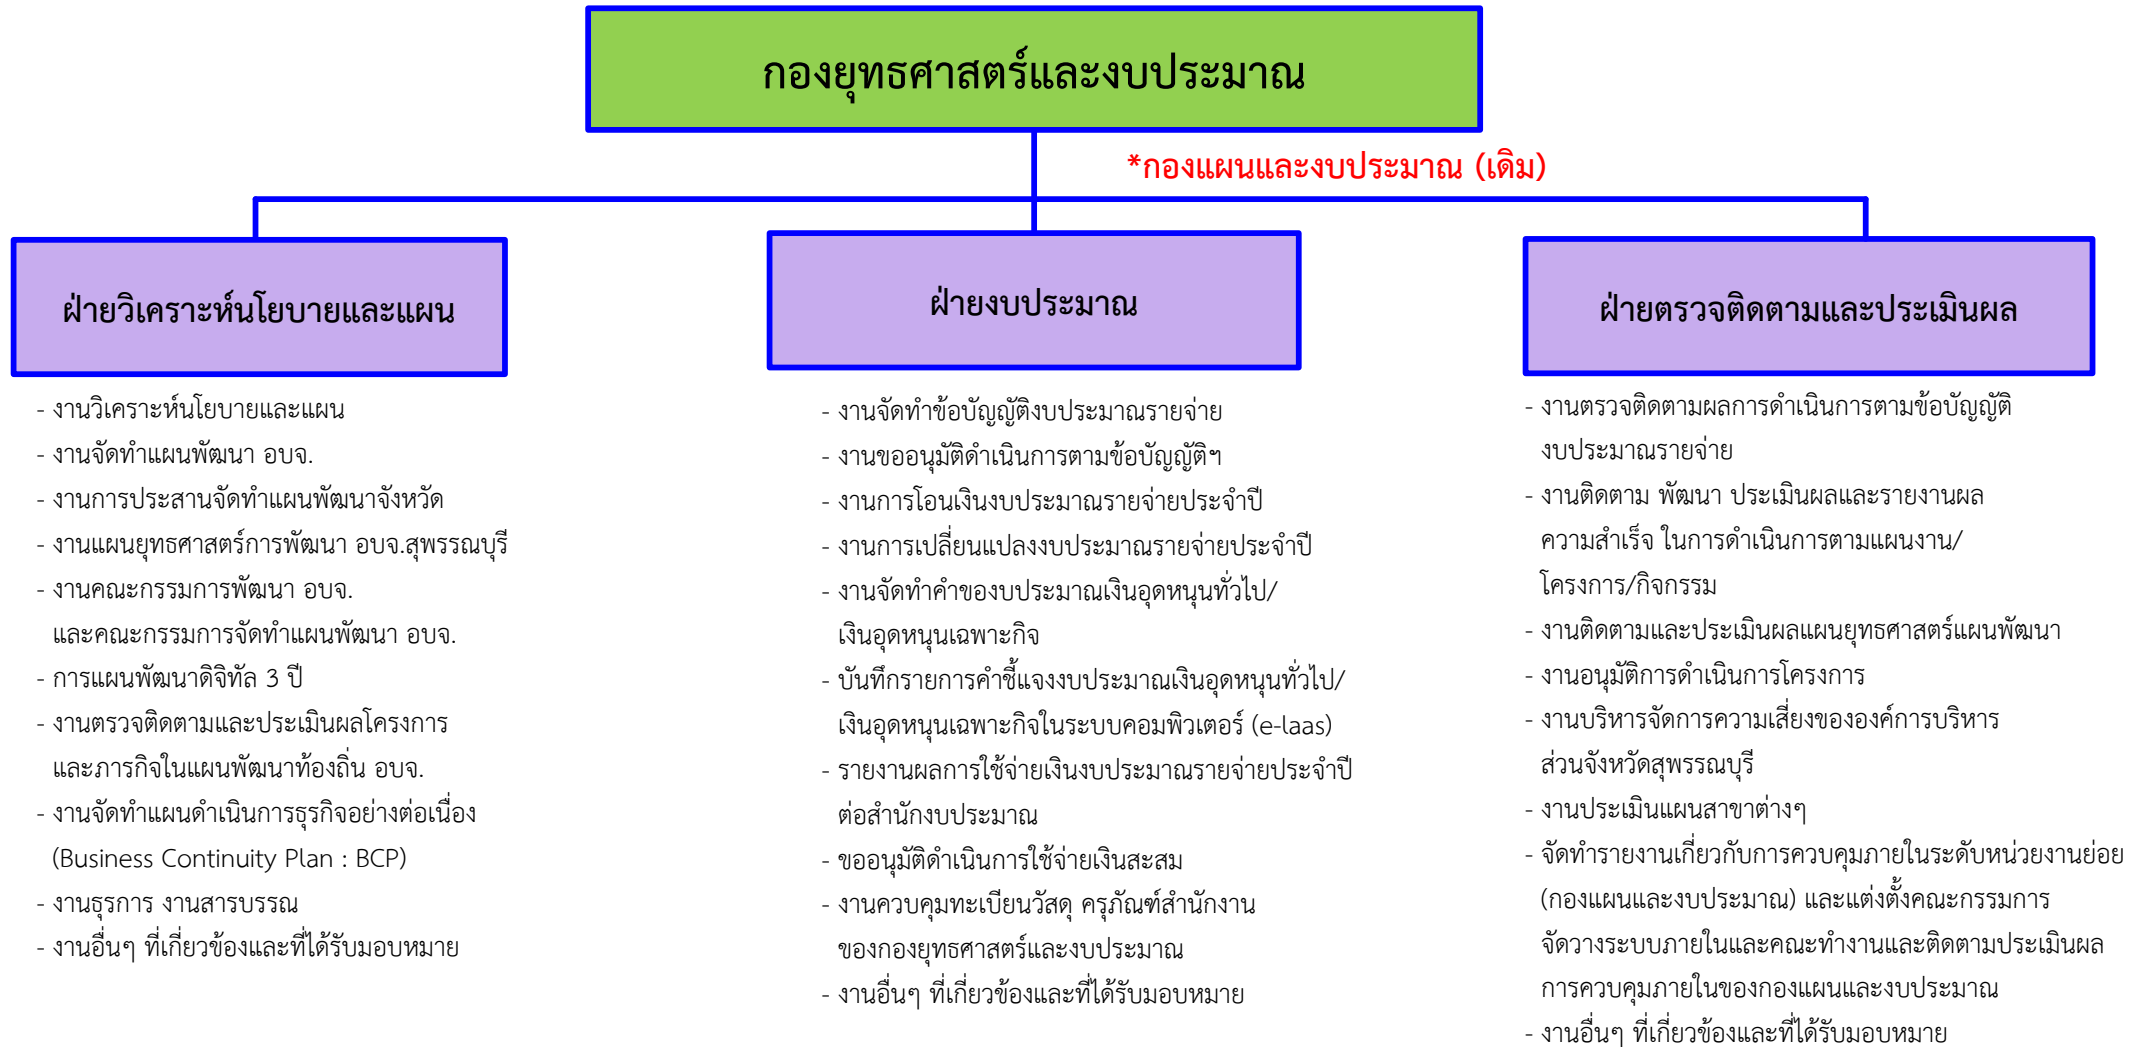 กองยุทธศาสตร์และงบประมาณ
*กองแผนและงบประมาณ (เดิม)
ฝ่ายวิเคราะห์นโยบายและแผน
- งานวิเคราะห์นโยบายและแผน
- งานจัดทำแผนพัฒนา อบจ.
- งานการประสานจัดทำแผนพัฒนาจังหวัด
- งานแผนยุทธศาสตร์การพัฒนา อบจ.สุพรรณบุรี
- งานคณะกรรมการพัฒนา อบจ.
และคณะกรรมการจัดทำแผนพัฒนา อบจ.
- การแผนพัฒนาดิจิทัล 3 ปี
- งานตรวจติดตามและประเมินผลโครงการ
และภารกิจในแผนพัฒนาท้องถิ่น อบจ.
- งานจัดทำแผนดำเนินการธุรกิจอย่างต่อเนื่อง
(Business Continuity Plan : BCP)
- งานธุรการ งานสารบรรณ
- งานอื่นๆ ที่เกี่ยวข้องและที่ได้รับมอบหมาย
ฝ่ายงบประมาณ
- งานจัดทำข้อบัญญัติงบประมาณรายจ่าย
- งานขออนุมัติดำเนินการตามข้อบัญญัติฯ
- งานการโอนเงินงบประมาณรายจ่ายประจำปี
- งานการเปลี่ยนแปลงงบประมาณรายจ่ายประจำปี
- งานจัดทำคำของบประมาณเงินอุดหนุนทั่วไป/
เงินอุดหนุนเฉพาะกิจ
- บันทึกรายการคำชี้แจงงบประมาณเงินอุดหนุนทั่วไป/
เงินอุดหนุนเฉพาะกิจในระบบคอมพิวเตอร์ (e-laas)
- รายงานผลการใช้จ่ายเงินงบประมาณรายจ่ายประจำปี
ต่อสำนักงบประมาณ
- ขออนุมัติดำเนินการใช้จ่ายเงินสะสม
- งานควบคุมทะเบียนวัสดุ ครุภัณฑ์สำนักงาน
ของกองยุทธศาสตร์และงบประมาณ
- งานอื่นๆ ที่เกี่ยวข้องและที่ได้รับมอบหมาย
ฝ่ายตรวจติดตามและประเมินผล
- งานตรวจติดตามผลการดำเนินการตามข้อบัญญัติ
งบประมาณรายจ่าย
- งานติดตาม พัฒนา ประเมินผลและรายงานผล
ความสำเร็จ ในการดำเนินการตามแผนงาน/
โครงการ/กิจกรรม
- งานติดตามและประเมินผลแผนยุทธศาสตร์แผนพัฒนา
- งานอนุมัติการดำเนินการโครงการ
- งานบริหารจัดการความเสี่ยงขององค์การบริหาร
ส่วนจังหวัดสุพรรณบุรี
- งานประเมินแผนสาขาต่างๆ
- จัดทำรายงานเกี่ยวกับการควบคุมภายในระดับหน่วยงานย่อย
(กองแผนและงบประมาณ) และแต่งตั้งคณะกรรมการ
จัดวางระบบภายในและคณะทำงานและติดตามประเมินผล
การควบคุมภายในของกองแผนและงบประมาณ
- งานอื่นๆ ที่เกี่ยวข้องและที่ได้รับมอบหมาย